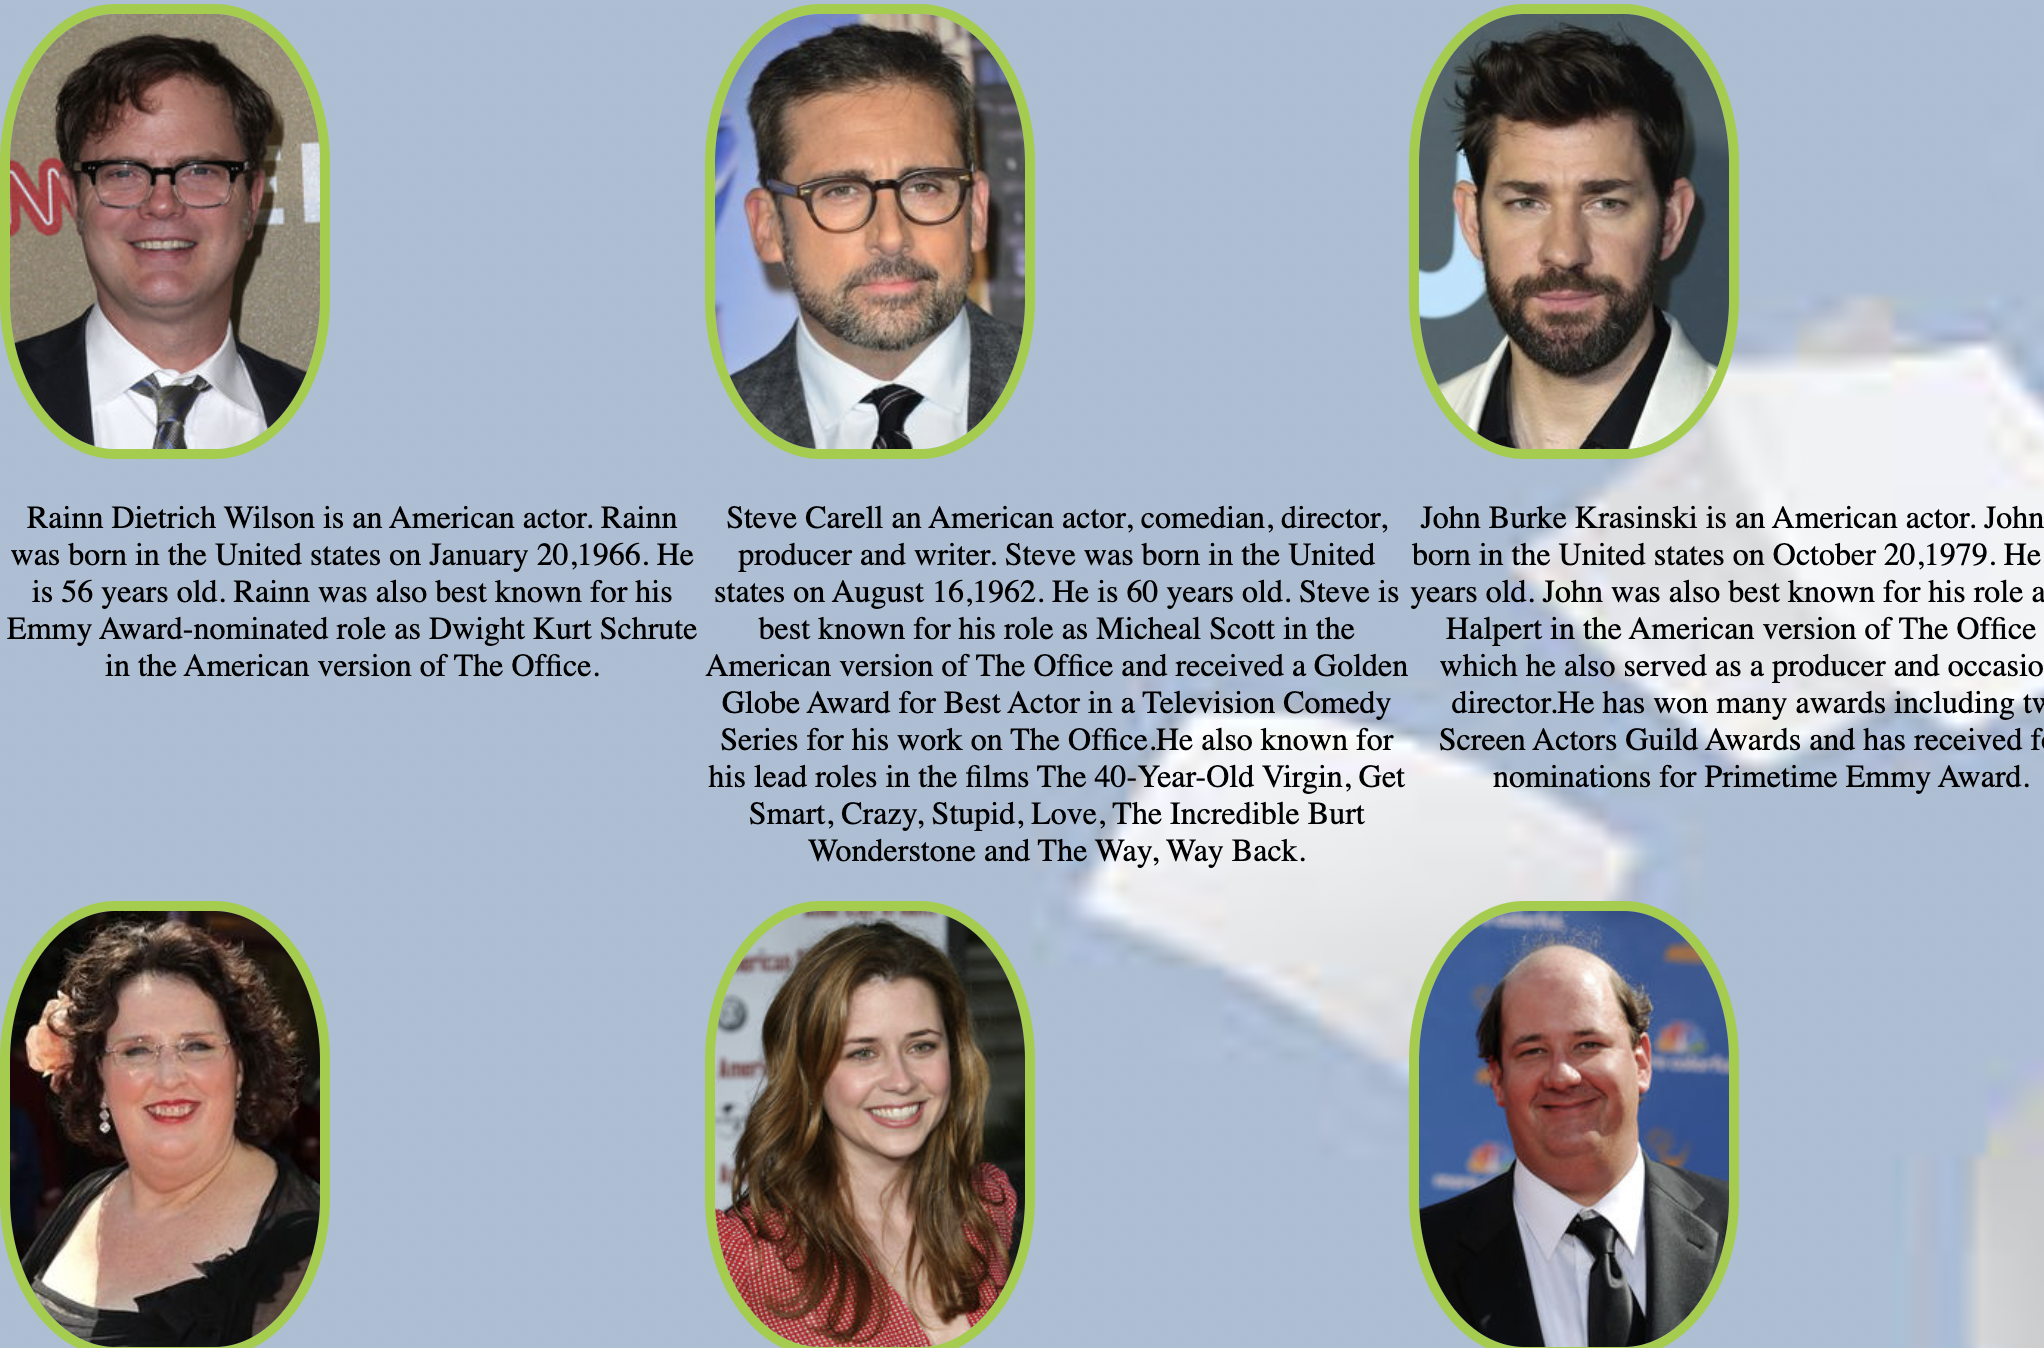 Rainn Dietrich Wilson is an American actor. Rainn
was born in the United states on January 20,1966. He
is 56 years old. Rainn was also best known for his
Emmy Award-nominated role as Dwight Kurt Schrute
in the American version of The Office.
Steve Carell an American actor, comedian, director,
producer and writer. Steve was born in the United
states on August 16,1962. He is 60 years old. Steve is
best known for his role as Micheal Scott in the
American version of The Office and received a Golden
Globe Award for Best Actor in a Television Comedy
Series for his work on The Office.He also known for
his lead roles in the films The 40-Year-Old Virgin, Get
Smart, Crazy, Stupid, Love, The Incredible Burt
Wonderstone and The Way, Way Back.
John Burke Krasinski is an American actor. John
born in the United states on October 20,1979. He
years old. John was also best known for his role
Halpert in the American version of The Office
which he also served as a producer and
director.He has won many awards including
Screen Actors Guild Awards and has received
nominations for Primetime Emmy Award.